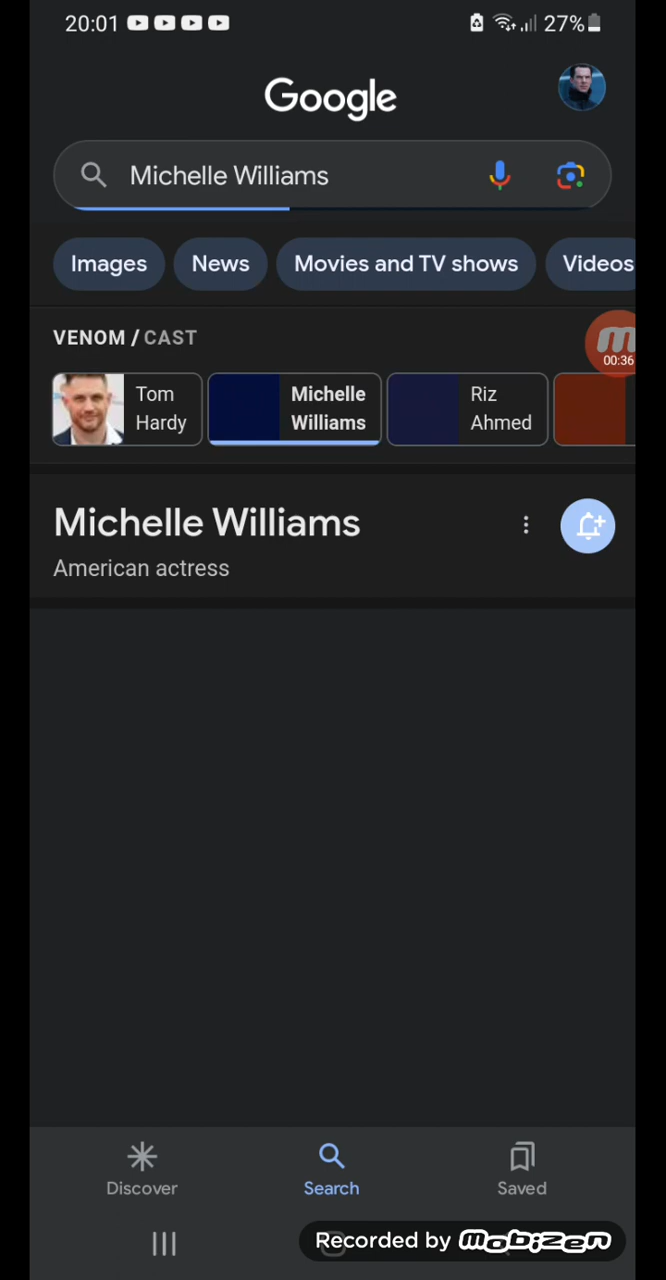 20:01 27%
Google
Michelle Williams
Images News Movies and TV shows Videos
VENOM / CAST
00:36
Tom Michelle Riz
Hardy Williams Ahmed
Michelle Williams
American actress
Discover Search Saved
Recorded by mobizen